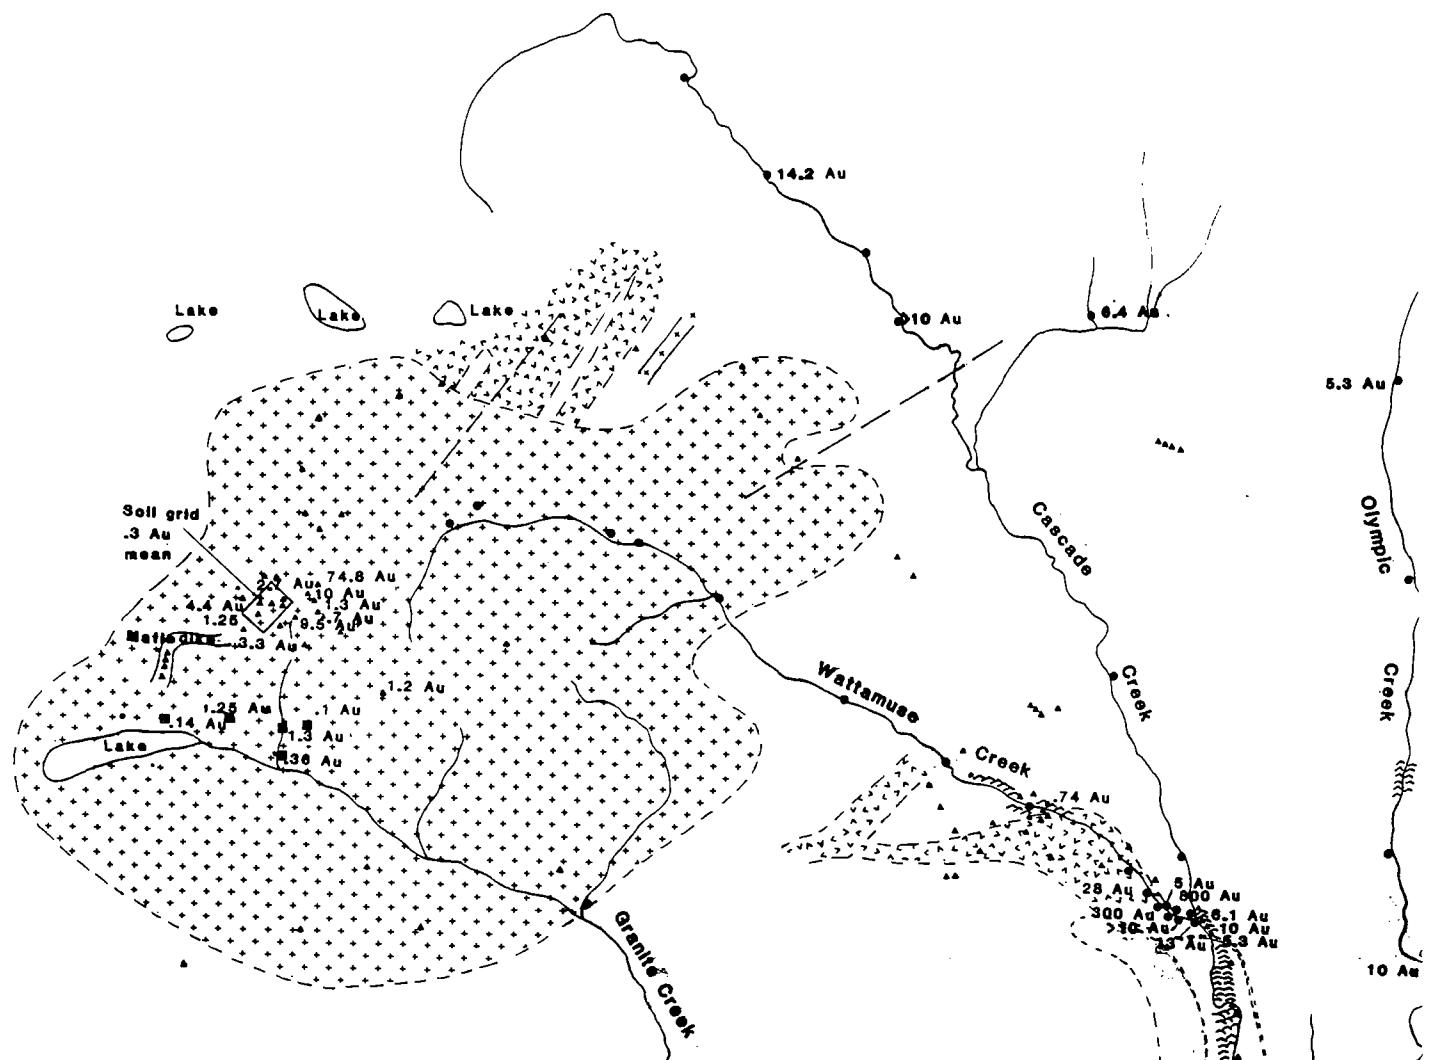 14.2 Au
Lake
Lake
Lake
10 Au
6.4 Au
5.3 Au
Soil grid
.3 Au
mean
Cascade
Creek
Olympic
Creek
74.8 Au
10 Au
4.4 Au
1.3 Au
1.25
9.5 Au
3.3 Au
1.2 Au
.1 Au
.14 Au
1.3 Au
.36 Au
Lake
Wattamuse
Creek
.74 Au
28 Au
5 Au
800 Au
300 Au
6.1 Au
10 Au
13 Au
5.3 Au
10 Au
Granite Creek